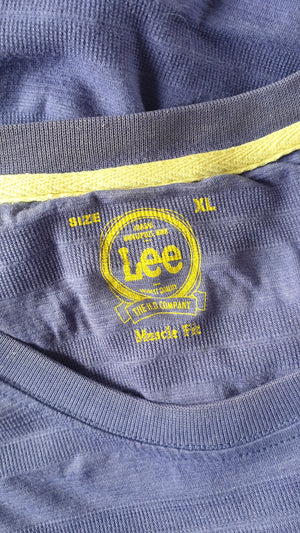 SIZE XL
Lee
THE H.D COMPANY
Muscle Fit